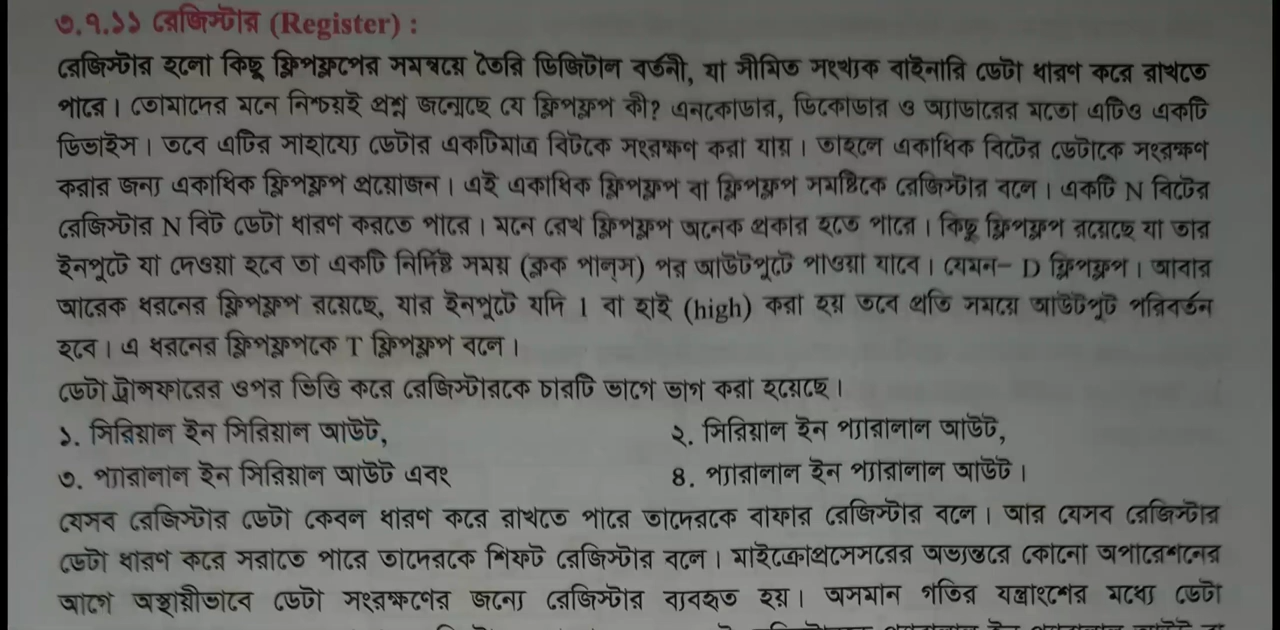 ৩.৭.১১ রেজিস্টার (Register) :
রেজিস্টার হলো কিছু ফ্লিপফ্লপের সমন্বয়ে তৈরি ডিজিটাল বর্তনী, যা সীমিত সংখ্যক বাইনারি ডেটা ধারণ করে রাখতে
পারে। তোমাদের মনে নিশ্চয়ই প্রশ্ন জন্মেছে যে ফ্লিপফ্লপ কী? এনকোডার, ডিকোডার ও অ্যাডারের মতো এটিও একটি
ডিভাইস। তবে এটির সাহায্যে ডেটার একটিমাত্র বিটকে সংরক্ষণ করা যায়। তাহলে একাধিক বিটের ডেটাকে সংরক্ষণ
করার জন্য একাধিক ফ্লিপফ্লপ প্রয়োজন। এই একাধিক ফ্লিপফ্লপ বা ফ্লিপফ্লপ সমষ্টিকে রেজিস্টার বলে। একটি N বিটের
রেজিস্টার N বিট ডেটা ধারণ করতে পারে। মনে রেখ ফ্লিপফ্লপ অনেক প্রকার হতে পারে। কিছু ফ্লিপফ্লপ রয়েছে যা তার
ইনপুটে যা দেওয়া হবে তা একটি নির্দিষ্ট সময় (ক্লক পাল্‌স) পর আউটপুটে পাওয়া যাবে। যেমন– D ফ্লিপফ্লপ। আবার
আরেক ধরনের ফ্লিপফ্লপ রয়েছে, যার ইনপুটে যদি 1 বা হাই (high) করা হয় তবে প্রতি সময়ে আউটপুট পরিবর্তন
হবে। এ ধরনের ফ্লিপফ্লপকে T ফ্লিপফ্লপ বলে।
ডেটা ট্রান্সফারের ওপর ভিত্তি করে রেজিস্টারকে চারটি ভাগে ভাগ করা হয়েছে।
১. সিরিয়াল ইন সিরিয়াল আউট, ২. সিরিয়াল ইন প্যারালাল আউট,
৩. প্যারালাল ইন সিরিয়াল আউট এবং ৪. প্যারালাল ইন প্যারালাল আউট।
যেসব রেজিস্টার ডেটা কেবল ধারণ করে রাখতে পারে তাদেরকে বাফার রেজিস্টার বলে। আর যেসব রেজিস্টার
ডেটা ধারণ করে সরাতে পারে তাদেরকে শিফট রেজিস্টার বলে। মাইক্রোপ্রসেসরের অভ্যন্তরে কোনো অপারেশনের
আগে অস্থায়ীভাবে ডেটা সংরক্ষণের জন্যে রেজিস্টার ব্যবহৃত হয়। অসমান গতির যন্ত্রাংশের মধ্যে ডেটা